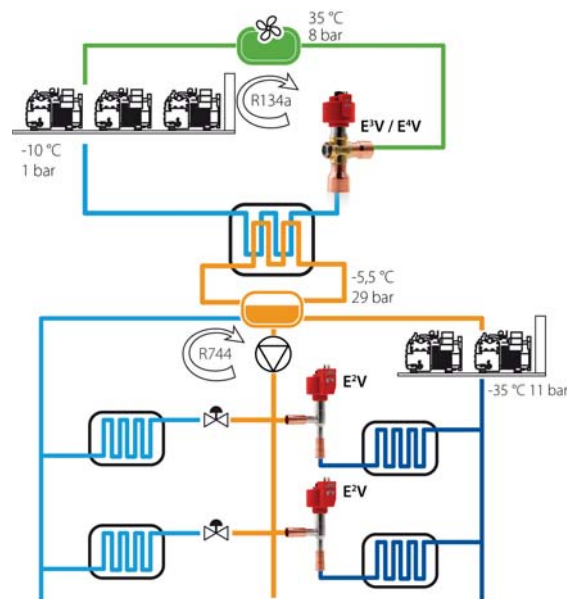 35 °C
8 bar
R134a
E³V / E⁴V
-10 °C
1 bar
-5,5 °C
29 bar
R744
-35 °C 11 bar
E²V
E²V